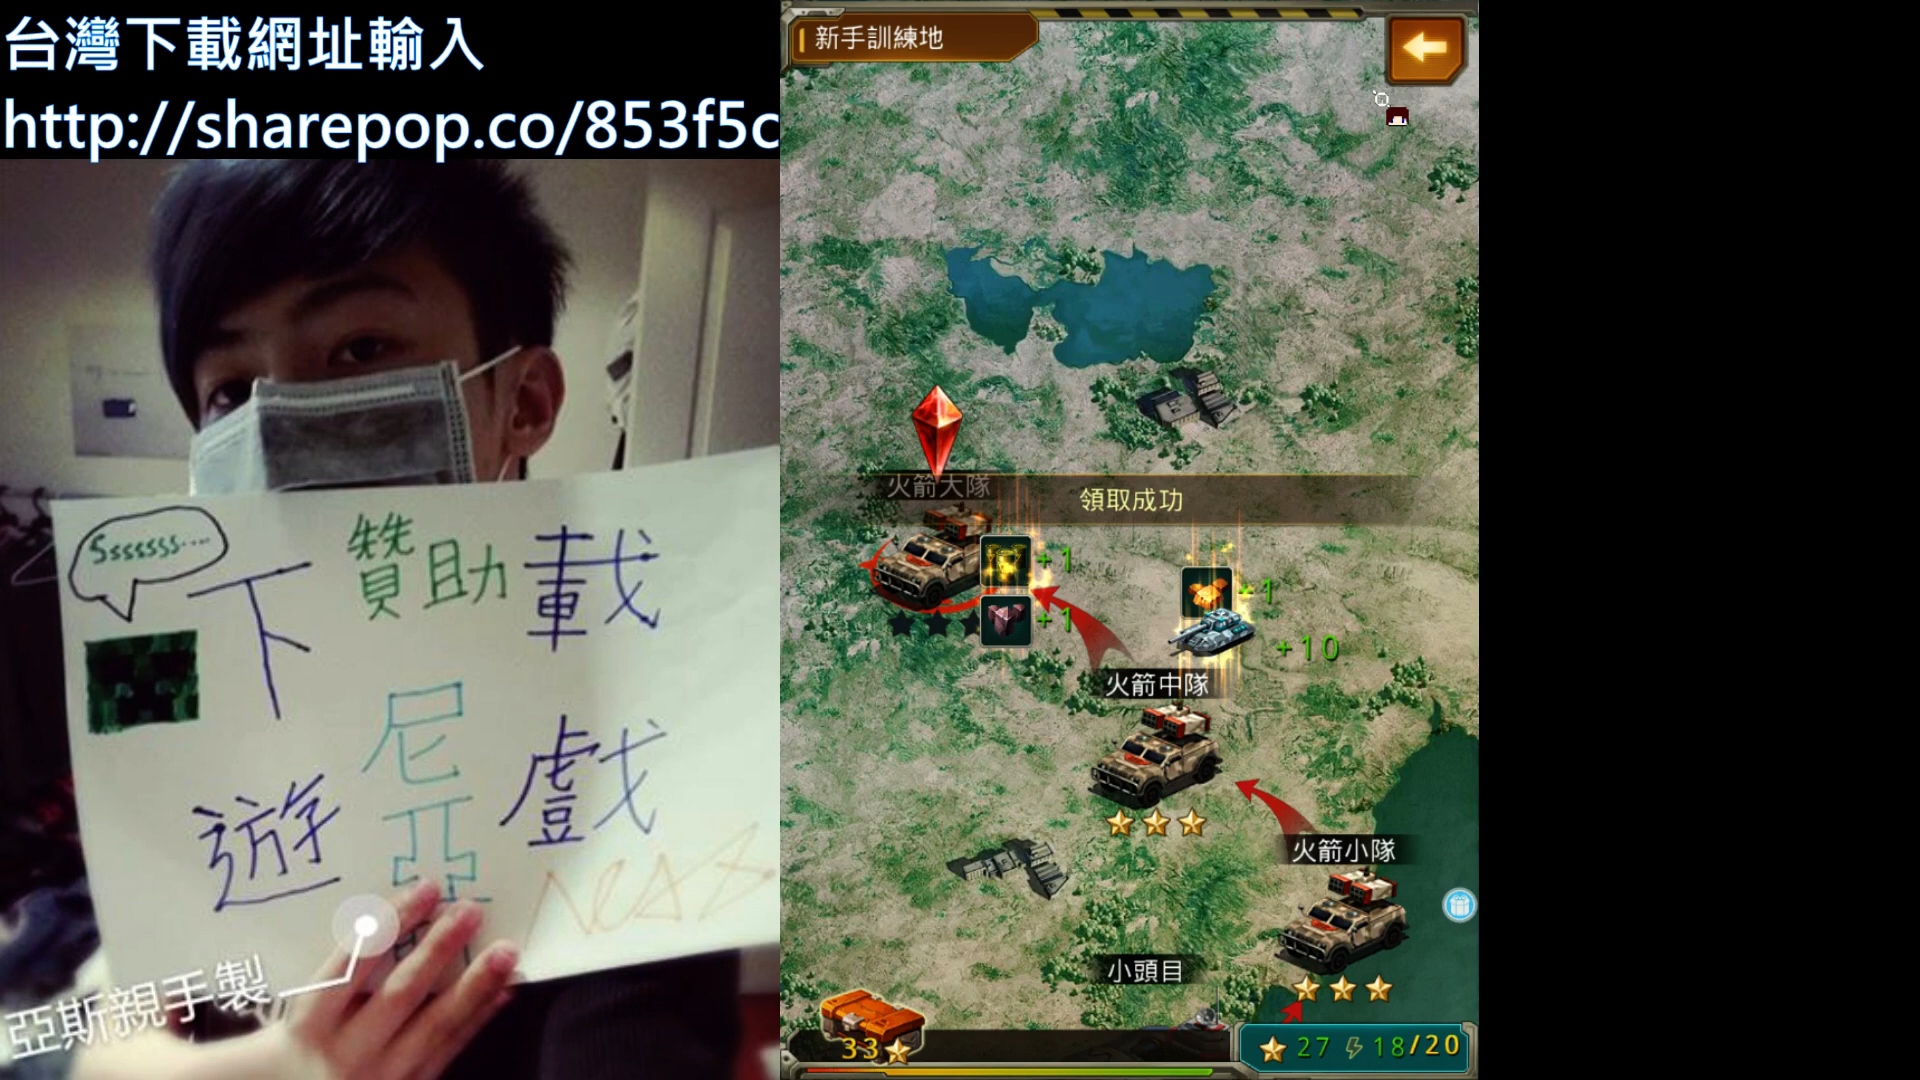 台灣下載網址輸入
http://sharepop.co/853f5c
Sssssss....
下 贊助 載
遊 尼亞 戲
亞斯親手製
新手訓練地
火箭大隊
領取成功
+1
+1
+1
+10
火箭中隊
火箭小隊
小頭目
33
27 18/20